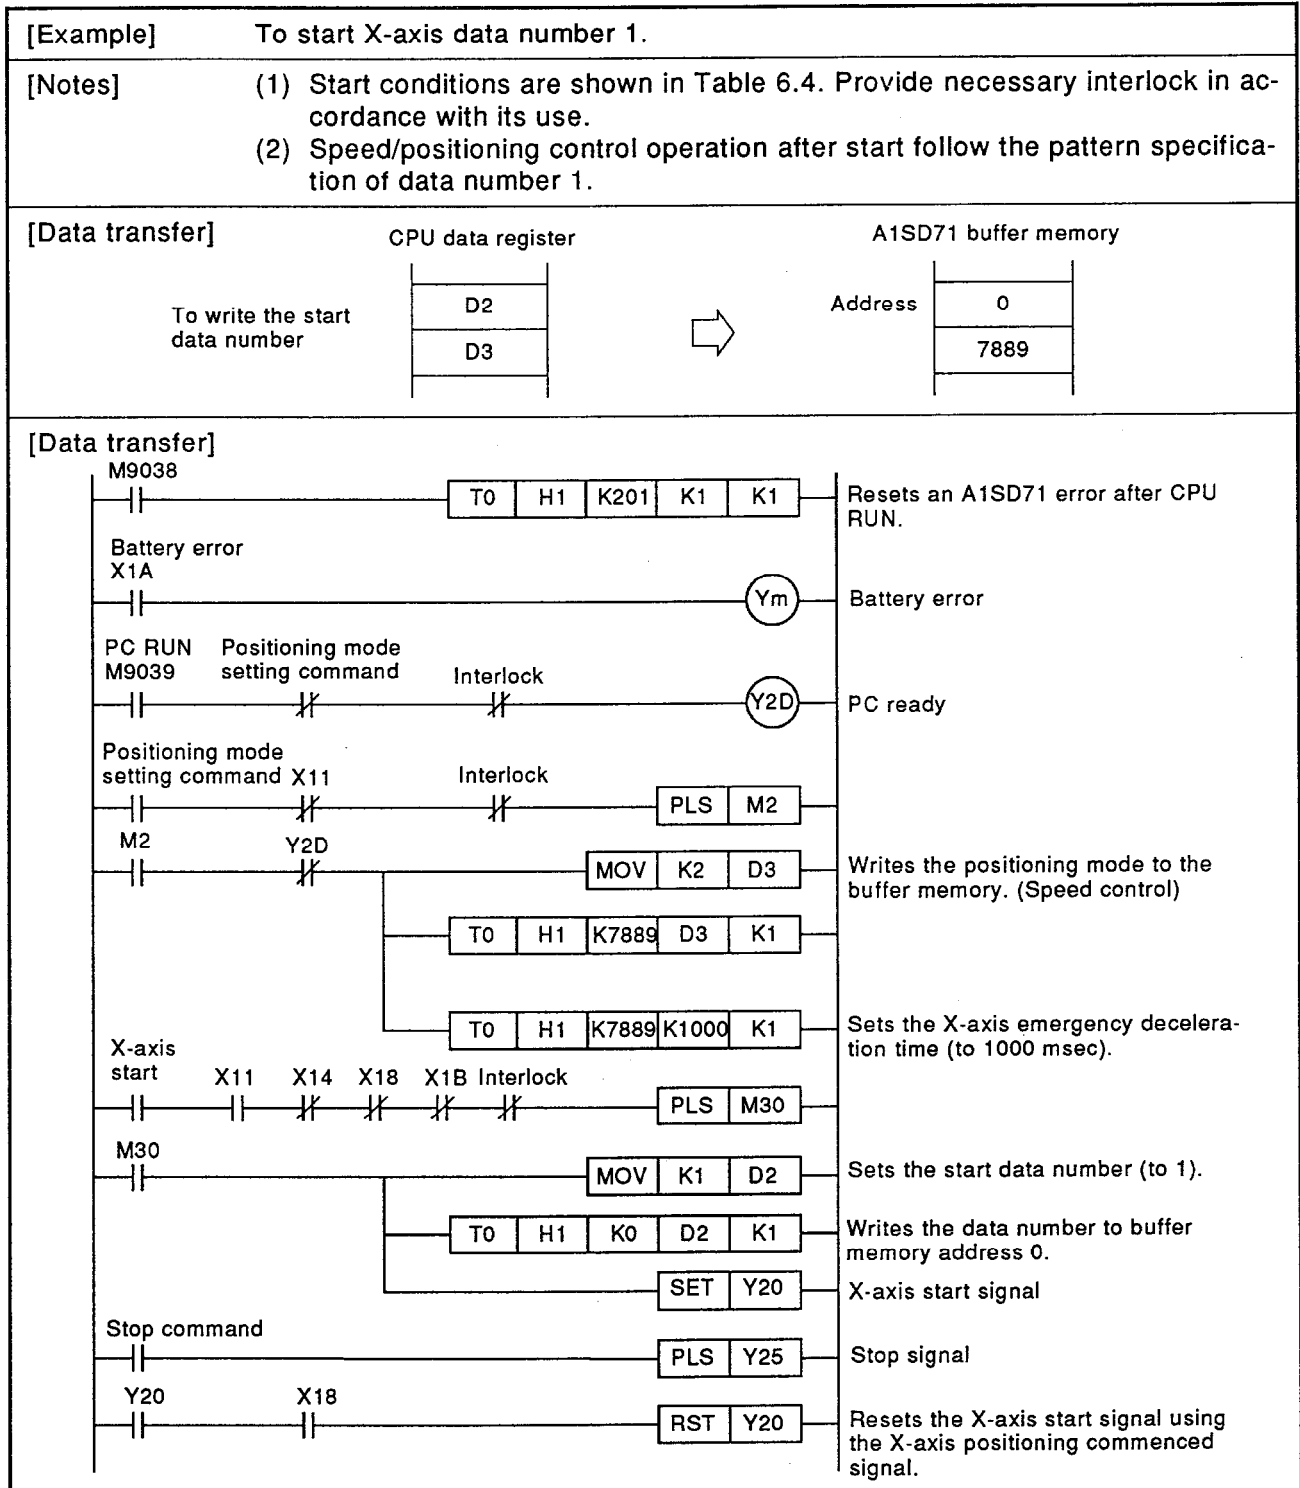 [Example] To start X-axis data number 1.
[Notes] (1) Start conditions are shown in Table 6.4. Provide necessary interlock in ac-
cordance with its use.
(2) Speed/positioning control operation after start follow the pattern specifica-
tion of data number 1.
[Data transfer] CPU data register A1SD71 buffer memory
To write the start
data number
D2
D3
Address 0
7889
[Data transfer]
M9038
T0 H1 K201 K1 K1
Resets an A1SD71 error after CPU
RUN.
Battery error
X1A
Ym
Battery error
PC RUN
M9039
Positioning mode
setting command
Interlock
Y2D
PC ready
Positioning mode
setting command X11 Interlock
PLS M2
M2 Y2D
MOV K2 D3
Writes the positioning mode to the
buffer memory. (Speed control)
T0 H1 K7889 D3 K1
T0 H1 K7889 K1000 K1
Sets the X-axis emergency decelera-
tion time (to 1000 msec).
X-axis
start X11 X14 X18 X1B Interlock
PLS M30
M30
MOV K1 D2
Sets the start data number (to 1).
T0 H1 K0 D2 K1
Writes the data number to buffer
memory address 0.
SET Y20
X-axis start signal
Stop command
PLS Y25
Stop signal
Y20 X18
RST Y20
Resets the X-axis start signal using
the X-axis positioning commenced
signal.